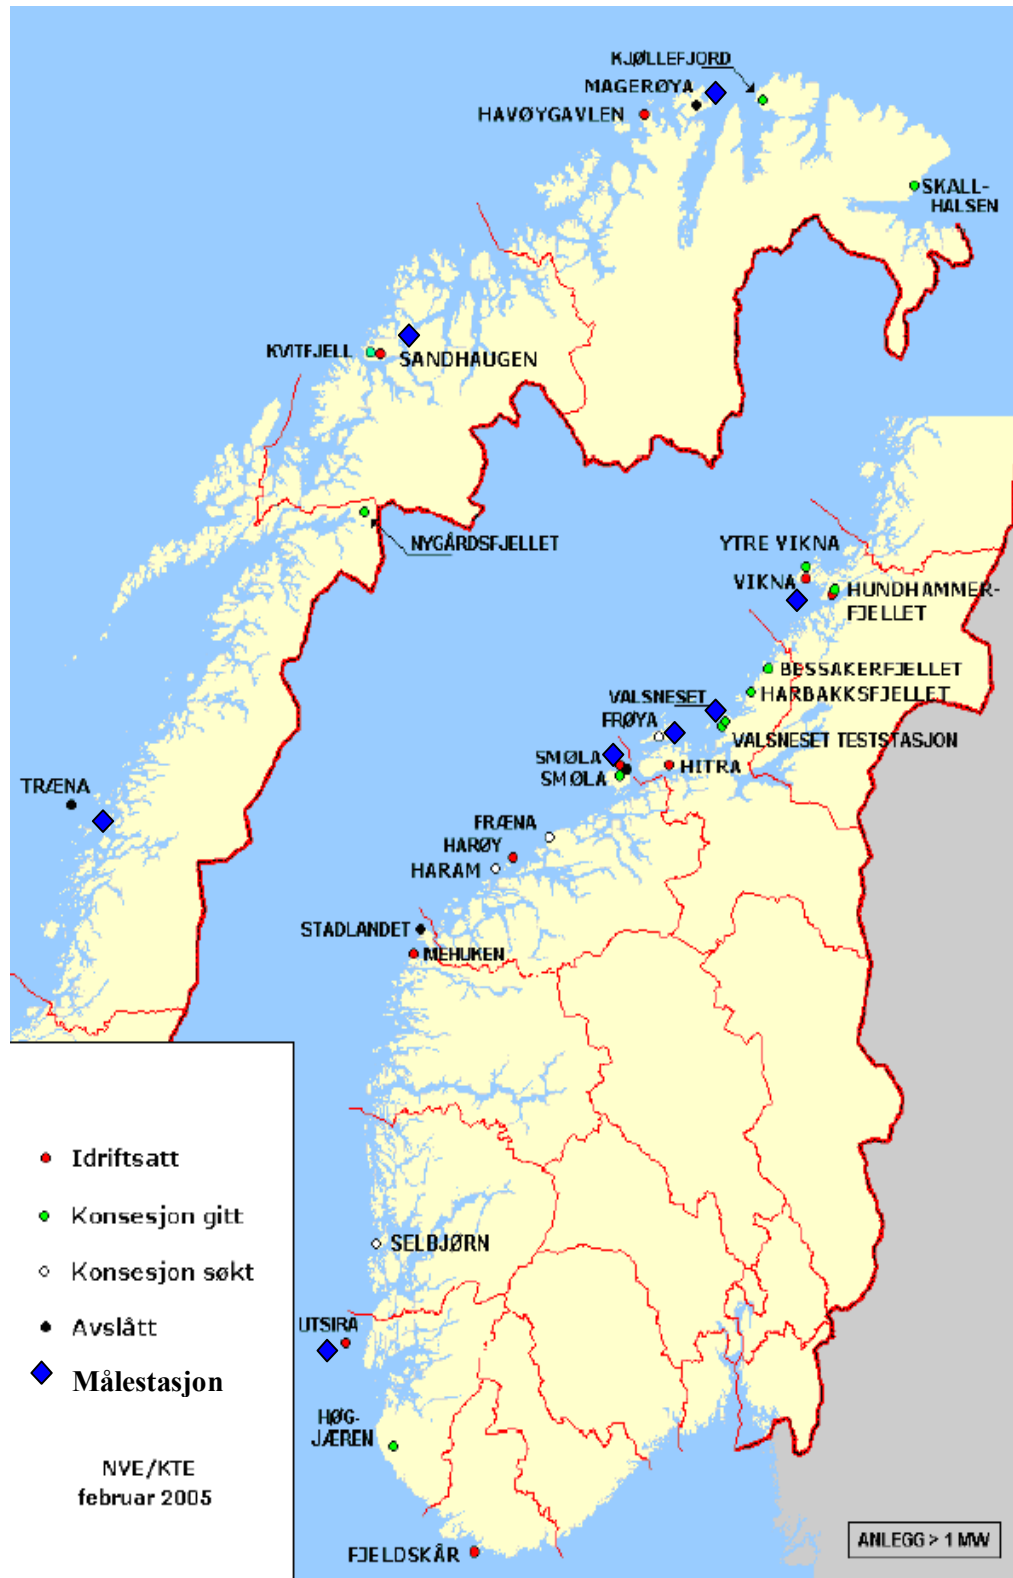 KJØLLEFJORD
MAGERØYA
HAVØYGAVLEN
SKALL-
HALSEN
KVITFJELL
SANDHAUGEN
NYGÅRDSFJELLET
YTRE VIKNA
VIKNA
HUNDHAMMER-
FJELLET
BESSAKERFJELLET
HARBAKKSFJELLET
VALSNESET
FRØYA
VALSNESET TESTSTASJON
SMØLA
HITRA
SMØLA
TRÆNA
FRÆNA
HARØY
HARAM
STADLANDET
MEHUKEN
Idriftsatt
Konsesjon gitt
SELBJØRN
Konsesjon søkt
UTSIRA
Avslått
Målestasjon
HØG-
JÆREN
NVE/KTE
februar 2005
ANLEGG > 1 MW
FJELDSKÅR